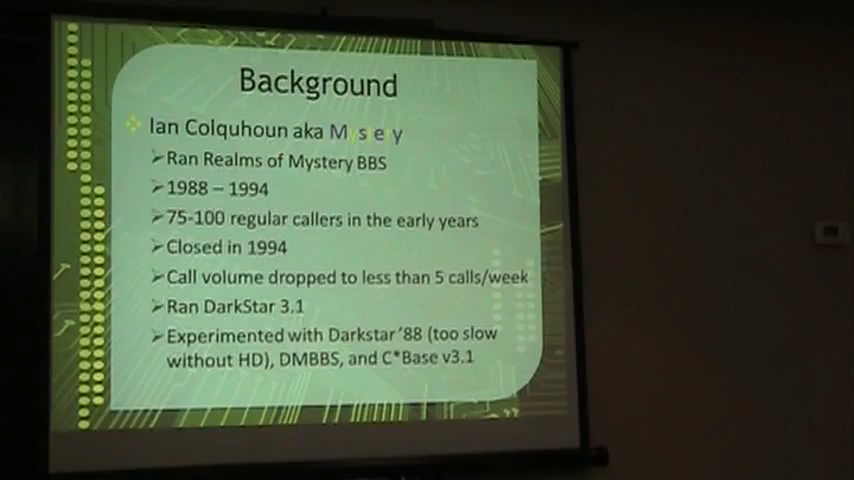 Background
Ian Colquhoun aka Mystery
Ran Realms of Mystery BBS
1988 – 1994
75-100 regular callers in the early years
Closed in 1994
Call volume dropped to less than 5 calls/week
Ran DarkStar 3.1
Experimented with Darkstar '88 (too slow
without HD), DMBBS, and C*Base v3.1